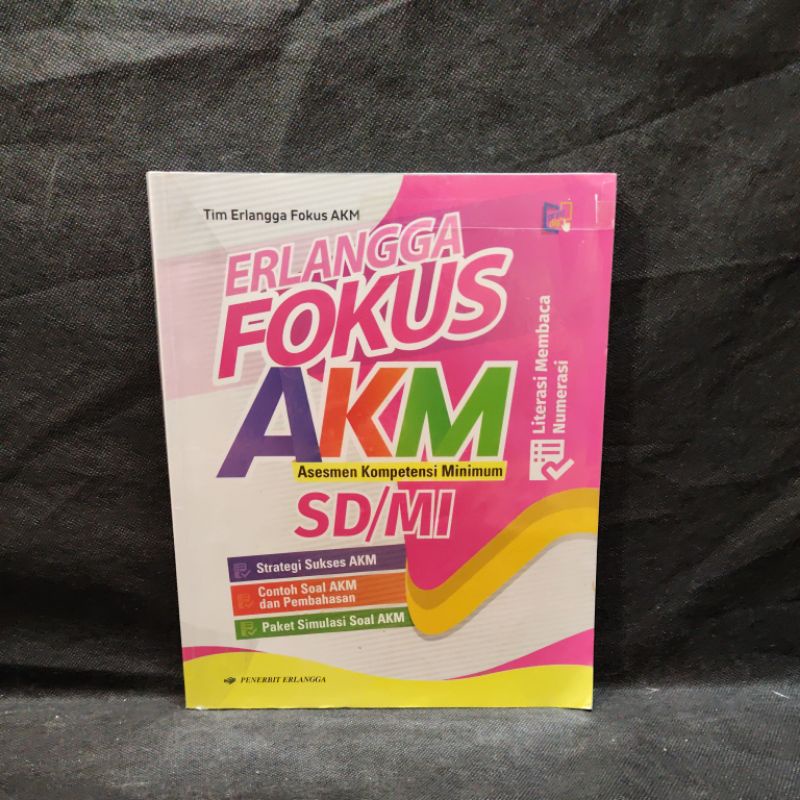 Tim Erlangga Fokus AKM
ERLANGGA
FOKUS
AKM
Asesmen Kompetensi Minimum
SD/MI
Literasi Membaca
Numerasi
Strategi Sukses AKM
Contoh Soal AKM
dan Pembahasan
Paket Simulasi Soal AKM
PENERBIT ERLANGGA